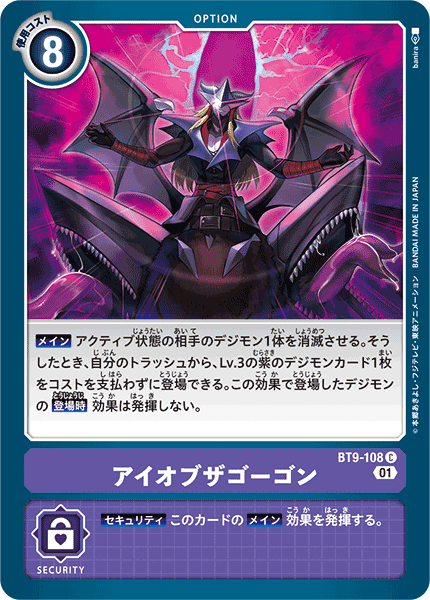 OPTION
使用コスト
8
banira
BANDAI MADE IN JAPAN
©本郷あきよし・フジテレビ・東映アニメーション
メイン アクティブ状態の相手のデジモン1体を消滅させる。そう
したとき、自分のトラッシュから、Lv.3の紫のデジモンカード1枚
をコストを支払わずに登場できる。この効果で登場したデジモン
の 登場時 効果は発揮しない。
BT9-108 C
01
アイオブザゴーゴン
セキュリティ このカードの メイン 効果を発揮する。
SECURITY